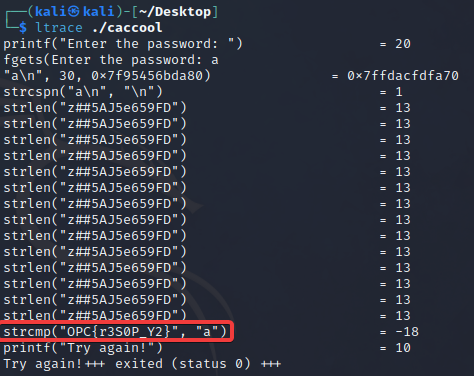 ┌──(kali㉿kali)-[~/Desktop]
└─$ ltrace ./caccool
printf("Enter the password: ") = 20
fgets(Enter the password: a
"a\n", 30, 0×7f95456bda80) = 0×7ffdacfdfa70
strcspn("a\n", "\n") = 1
strlen("z##5AJ5e659FD") = 13
strlen("z##5AJ5e659FD") = 13
strlen("z##5AJ5e659FD") = 13
strlen("z##5AJ5e659FD") = 13
strlen("z##5AJ5e659FD") = 13
strlen("z##5AJ5e659FD") = 13
strlen("z##5AJ5e659FD") = 13
strlen("z##5AJ5e659FD") = 13
strlen("z##5AJ5e659FD") = 13
strlen("z##5AJ5e659FD") = 13
strlen("z##5AJ5e659FD") = 13
strlen("z##5AJ5e659FD") = 13
strlen("z##5AJ5e659FD") = 13
strlen("z##5AJ5e659FD") = 13
strcmp("OPC{r3S0P_Y2}", "a") = -18
printf("Try again!") = 10
Try again!+++ exited (status 0) +++